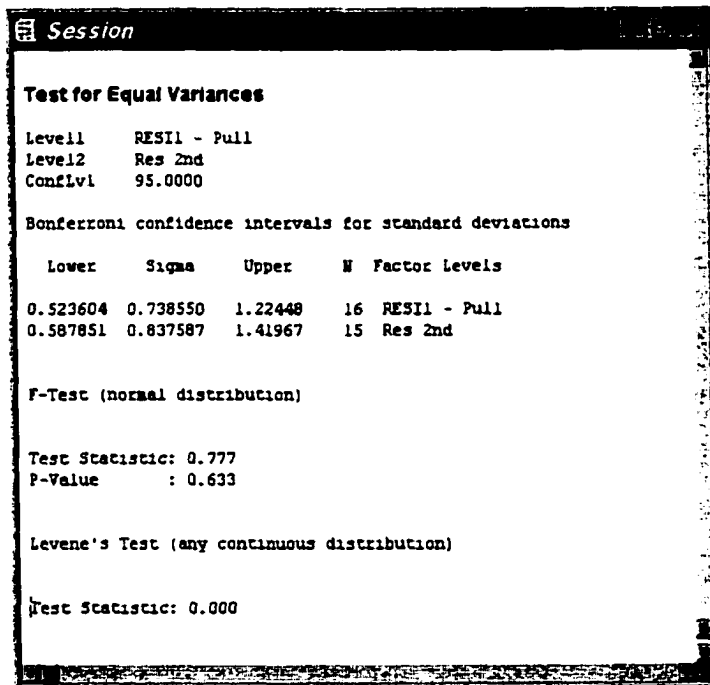 Session
Test for Equal Variances
Level1 RESI1 - Pull
Level2 Res 2nd
ConfLvl 95.0000
Bonferroni confidence intervals for standard deviations
Lower Sigma Upper N Factor Levels
0.523604 0.738550 1.22448 16 RESI1 - Pull
0.587851 0.837587 1.41967 15 Res 2nd
F-Test (normal distribution)
Test Statistic: 0.777
P-Value : 0.633
Levene's Test (any continuous distribution)
Test Statistic: 0.000